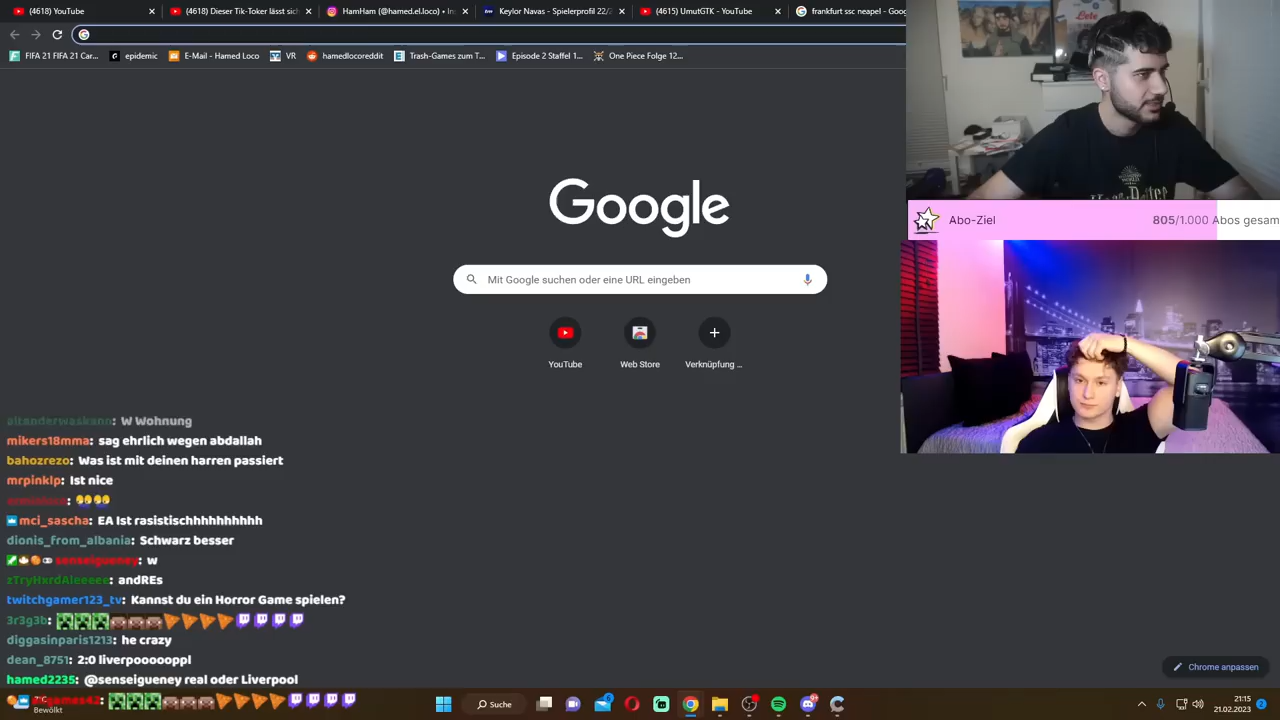 (4618) YouTube
(4618) Dieser Tik-Toker lässt sich
HamHam (@hamed.el.loco) • In
Keylor Navas - Spielerprofil 22/2
(4615) UmutGTK - YouTube
frankfurt ssc neapel - Goo
FIFA 21 FIFA 21 Car...
epidemic
E-Mail - Hamed Loco
VR
hamedlocoreddit
Trash-Games zum T...
Episode 2 Staffel 1...
One Piece Folge 12...
Google
Mit Google suchen oder eine URL eingeben
YouTube
Web Store
Verknüpfung ...
Abo-Ziel
805/1.000 Abos gesam
altanderwaskann: W Wohnung
mikers18mma: sag ehrlich wegen abdallah
bahozrezo: Was ist mit deinen harren passiert
mrpinklp: Ist nice
mci_sascha: EA Ist rasistischhhhhhhhhh
dionis_from_albania: Schwarz besser
senseigueney: w
zTryHxrdAleeeee: andREs
twitchgamer123_tv: Kannst du ein Horror Game spielen?
3r3g3b:
diggasinparis1213: he crazy
dean_8751: 2:0 liverpoooooppl
hamed2235: @senseigueney real oder Liverpool
Bewölkt
Suche
Chrome anpassen
21:15
21.02.2023